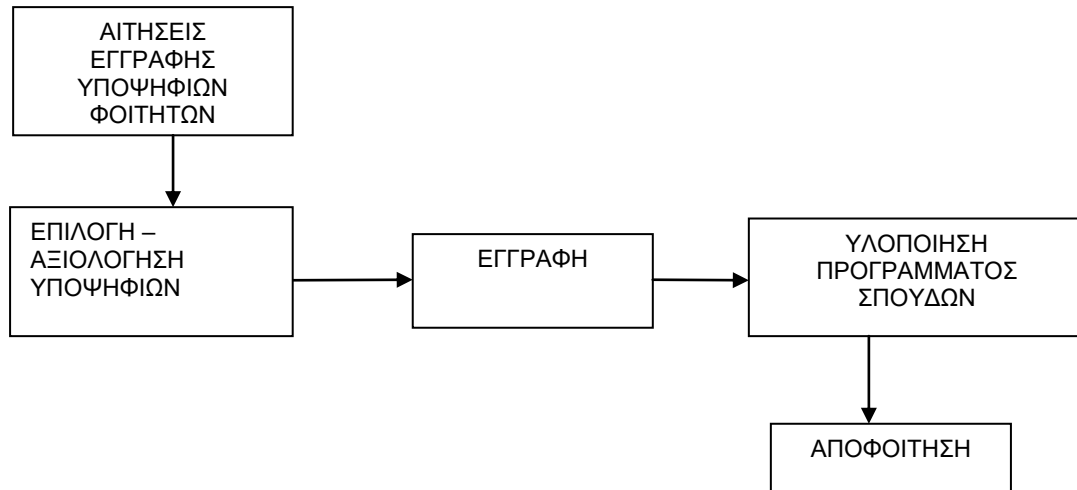 ΑΙΤΗΣΕΙΣ
ΕΓΓΡΑΦΗΣ
ΥΠΟΨΗΦΙΩΝ
ΦΟΙΤΗΤΩΝ
ΕΠΙΛΟΓΗ –
ΑΞΙΟΛΟΓΗΣΗ
ΥΠΟΨΗΦΙΩΝ
ΕΓΓΡΑΦΗ
ΥΛΟΠΟΙΗΣΗ
ΠΡΟΓΡΑΜΜΑΤΟΣ
ΣΠΟΥΔΩΝ
ΑΠΟΦΟΙΤΗΣΗ